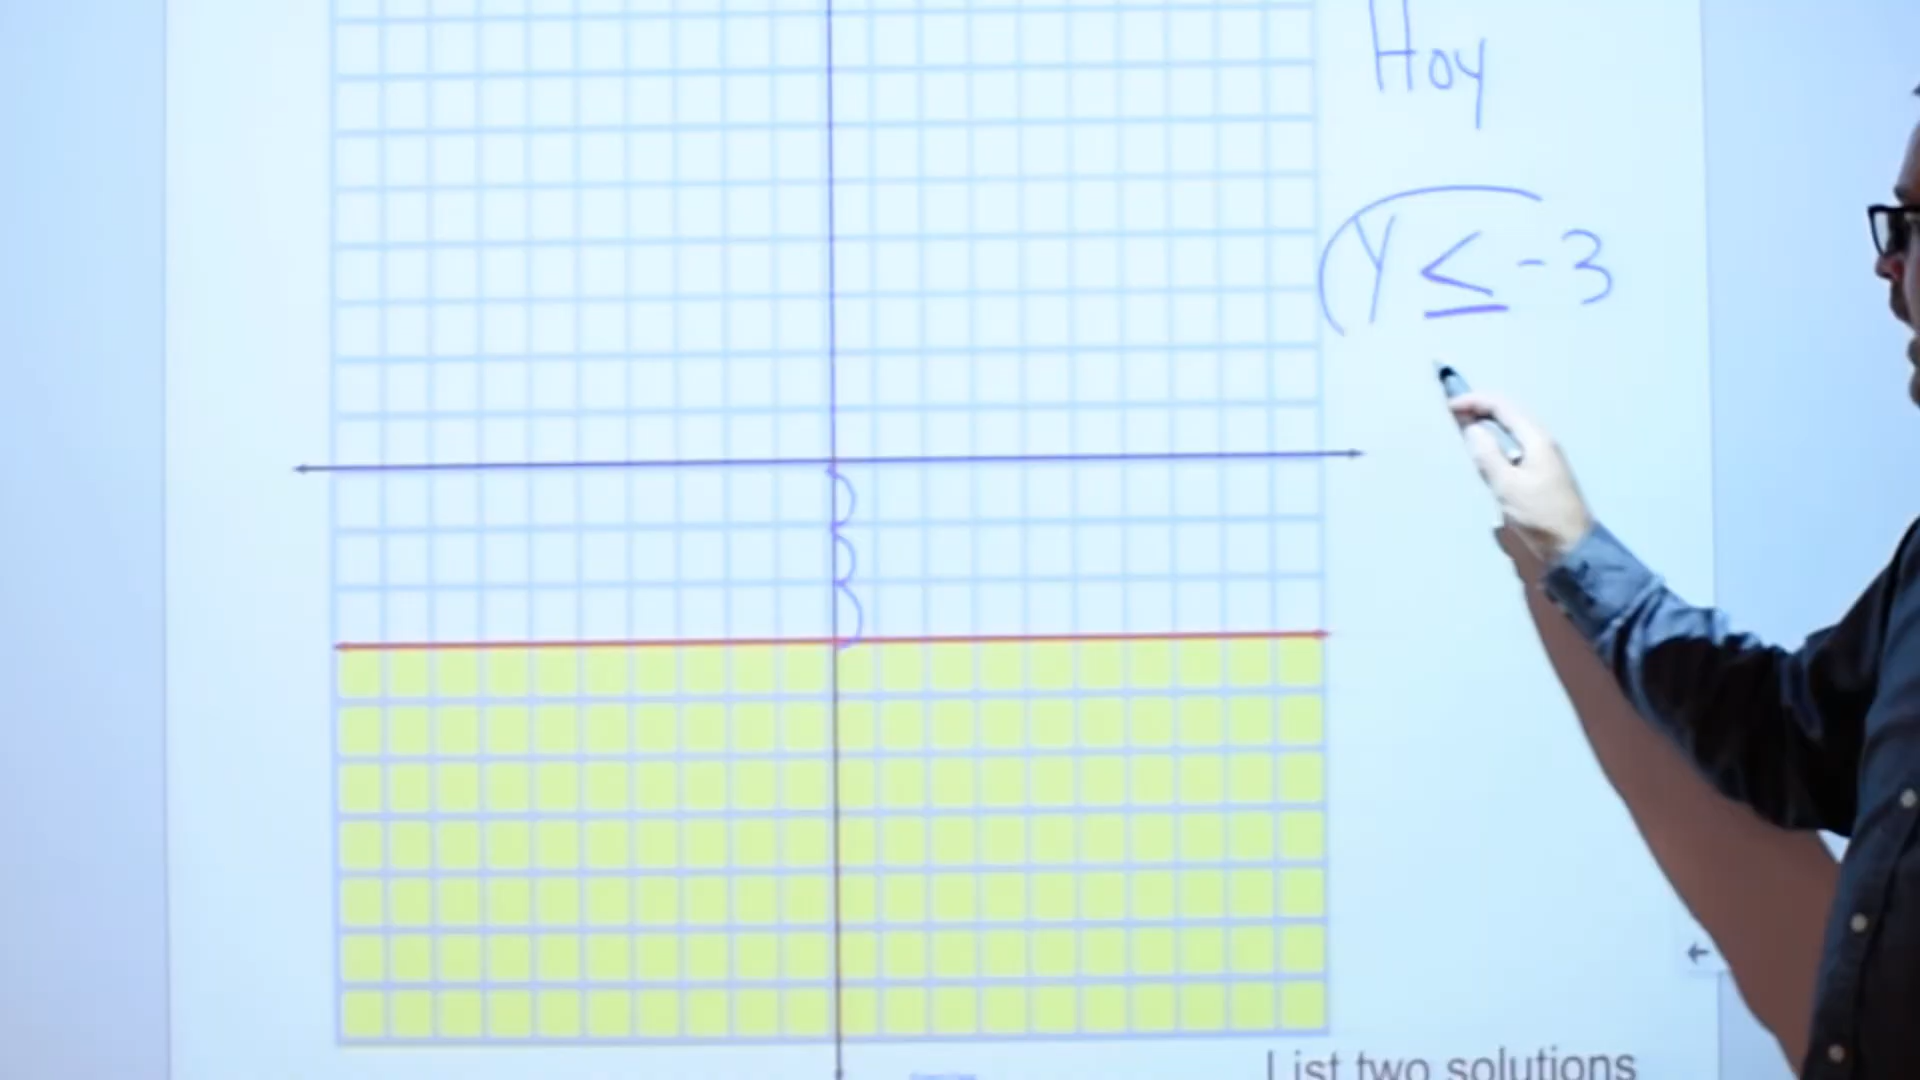 Hoy
y ≤ -3
List two solutions